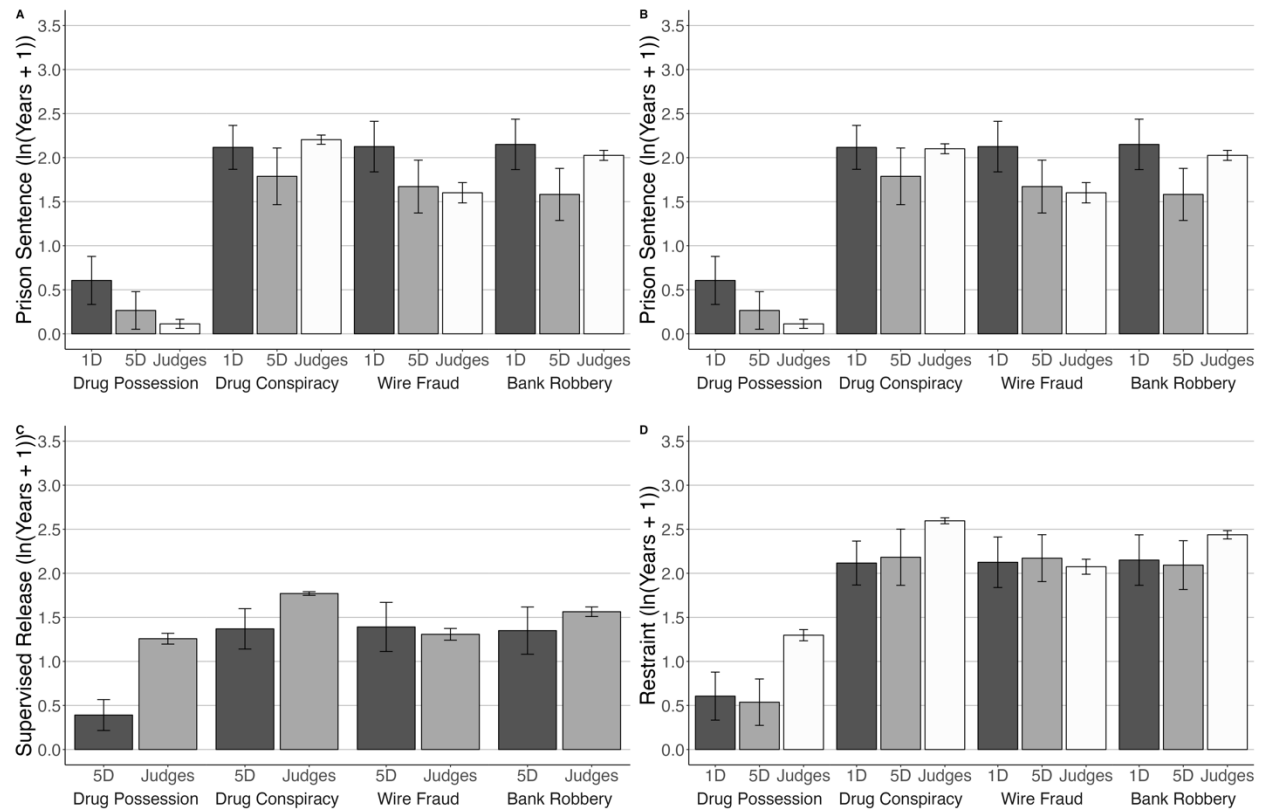 A
Prison Sentence (ln(Years + 1))
3.5
3.0
2.5
2.0
1.5
1.0
0.5
0.0
1D 5D Judges 1D 5D Judges 1D 5D Judges 1D 5D Judges
Drug Possession Drug Conspiracy Wire Fraud Bank Robbery
B
Prison Sentence (ln(Years + 1))
3.5
3.0
2.5
2.0
1.5
1.0
0.5
0.0
1D 5D Judges 1D 5D Judges 1D 5D Judges 1D 5D Judges
Drug Possession Drug Conspiracy Wire Fraud Bank Robbery
C
Supervised Release (ln(Years + 1))
3.5
3.0
2.5
2.0
1.5
1.0
0.5
0.0
5D Judges 5D Judges 5D Judges 5D Judges
Drug Possession Drug Conspiracy Wire Fraud Bank Robbery
D
Restraint (ln(Years + 1))
3.5
3.0
2.5
2.0
1.5
1.0
0.5
0.0
1D 5D Judges 1D 5D Judges 1D 5D Judges 1D 5D Judges
Drug Possession Drug Conspiracy Wire Fraud Bank Robbery